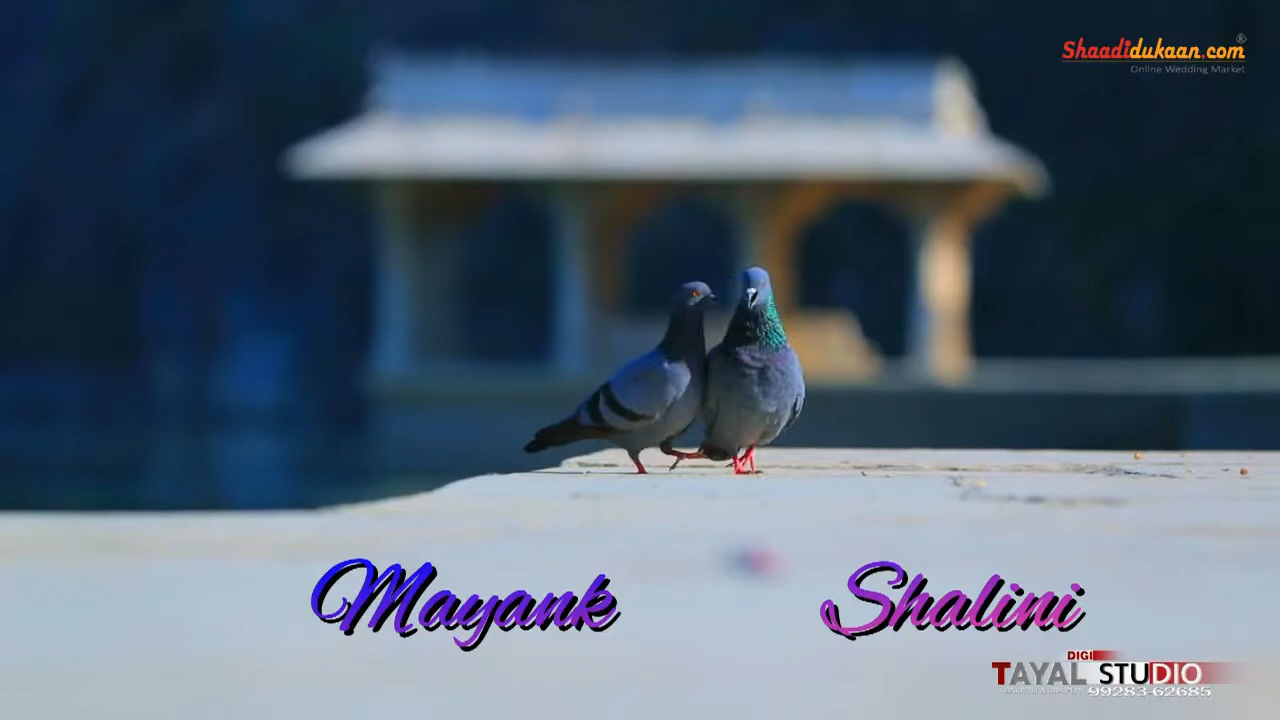 Shaadidukaan.com®
Online Wedding Market
Mayank Shalini
DIGI
TAYAL STUDIO
99283-62685